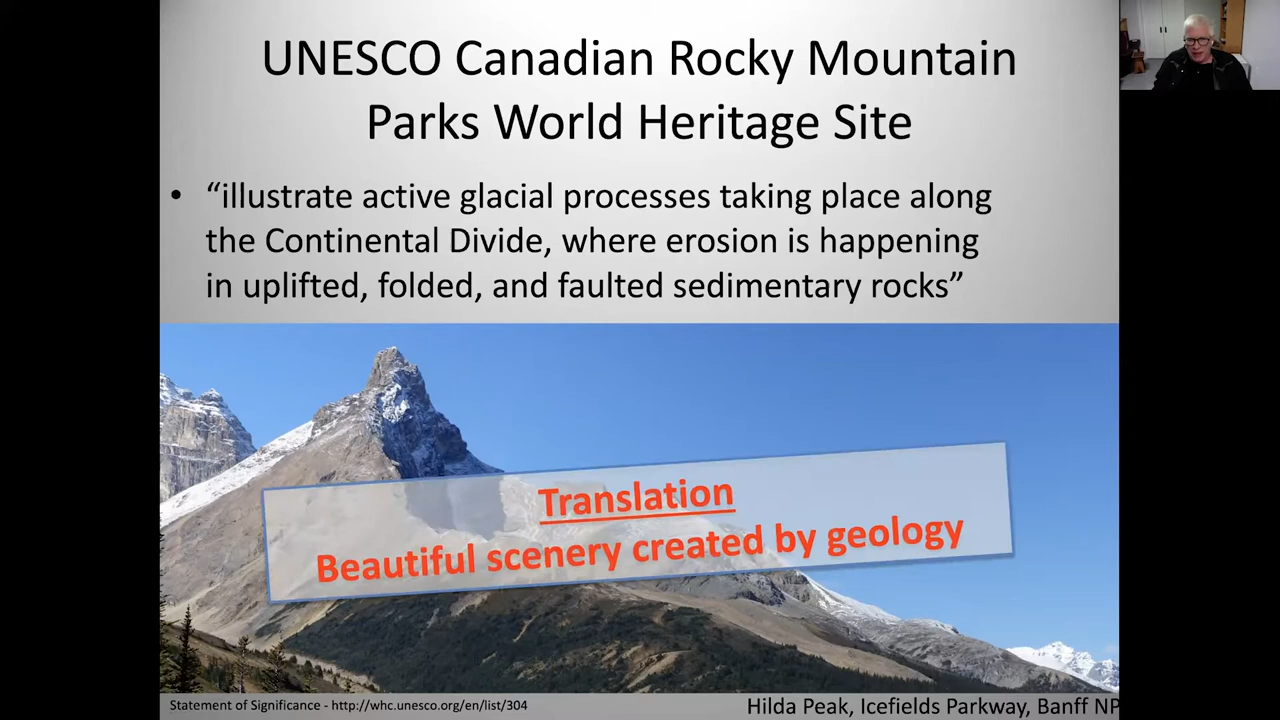 UNESCO Canadian Rocky Mountain
Parks World Heritage Site
• “illustrate active glacial processes taking place along
the Continental Divide, where erosion is happening
in uplifted, folded, and faulted sedimentary rocks”
Translation
Beautiful scenery created by geology
Statement of Significance - http://whc.unesco.org/en/list/304
Hilda Peak, Icefields Parkway, Banff NP